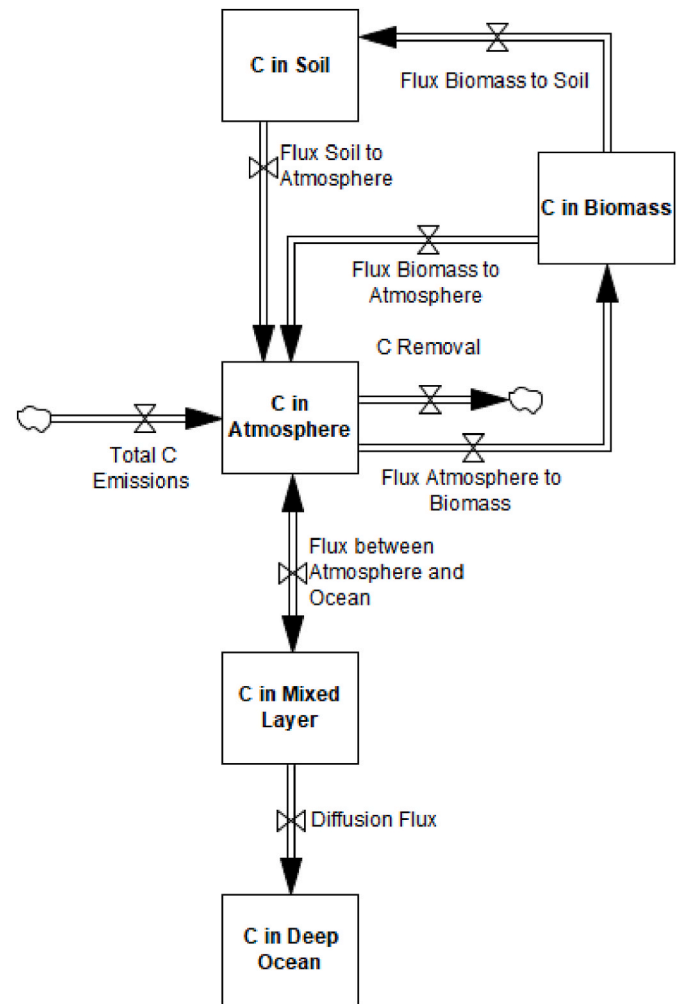 C in Soil
Flux Biomass to Soil
Flux Soil to
Atmosphere
C in Biomass
Flux Biomass to
Atmosphere
C Removal
C in
Atmosphere
Total C
Emissions
Flux Atmosphere to
Biomass
Flux between
Atmosphere and
Ocean
C in Mixed
Layer
Diffusion Flux
C in Deep
Ocean